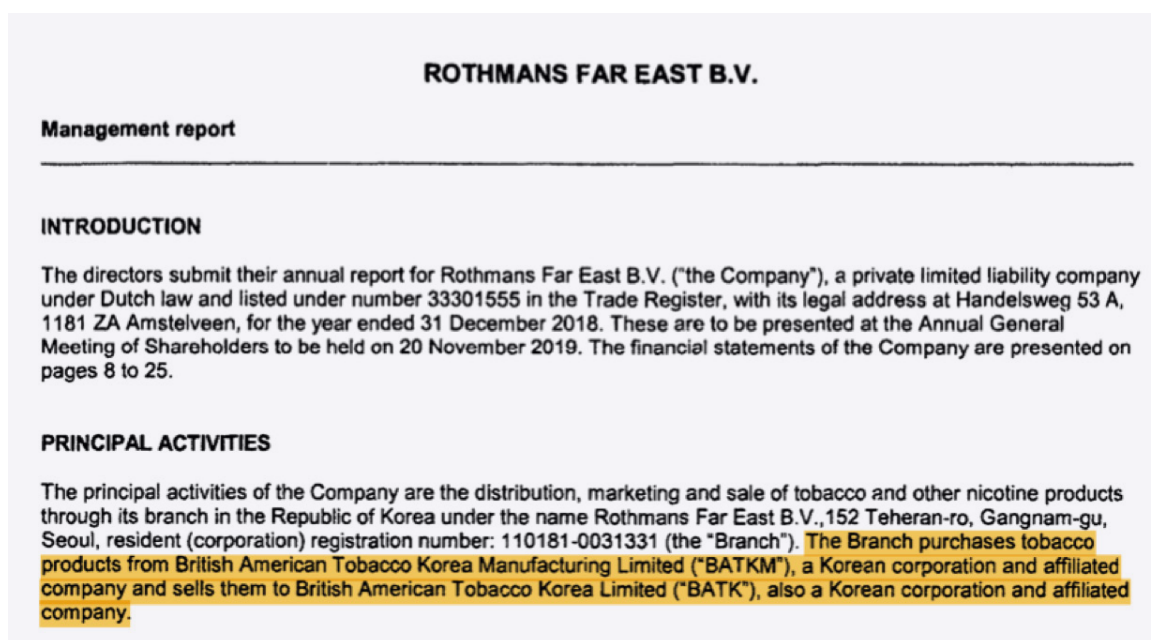 ROTHMANS FAR EAST B.V.
Management report
INTRODUCTION
The directors submit their annual report for Rothmans Far East B.V. ("the Company"), a private limited liability company
under Dutch law and listed under number 33301555 in the Trade Register, with its legal address at Handelsweg 53 A,
1181 ZA Amstelveen, for the year ended 31 December 2018. These are to be presented at the Annual General
Meeting of Shareholders to be held on 20 November 2019. The financial statements of the Company are presented on
pages 8 to 25.
PRINCIPAL ACTIVITIES
The principal activities of the Company are the distribution, marketing and sale of tobacco and other nicotine products
through its branch in the Republic of Korea under the name Rothmans Far East B.V.,152 Teheran-ro, Gangnam-gu,
Seoul, resident (corporation) registration number: 110181-0031331 (the "Branch"). The Branch purchases tobacco
products from British American Tobacco Korea Manufacturing Limited ("BATKM"), a Korean corporation and affiliated
company and sells them to British American Tobacco Korea Limited ("BATK"), also a Korean corporation and affiliated
company.